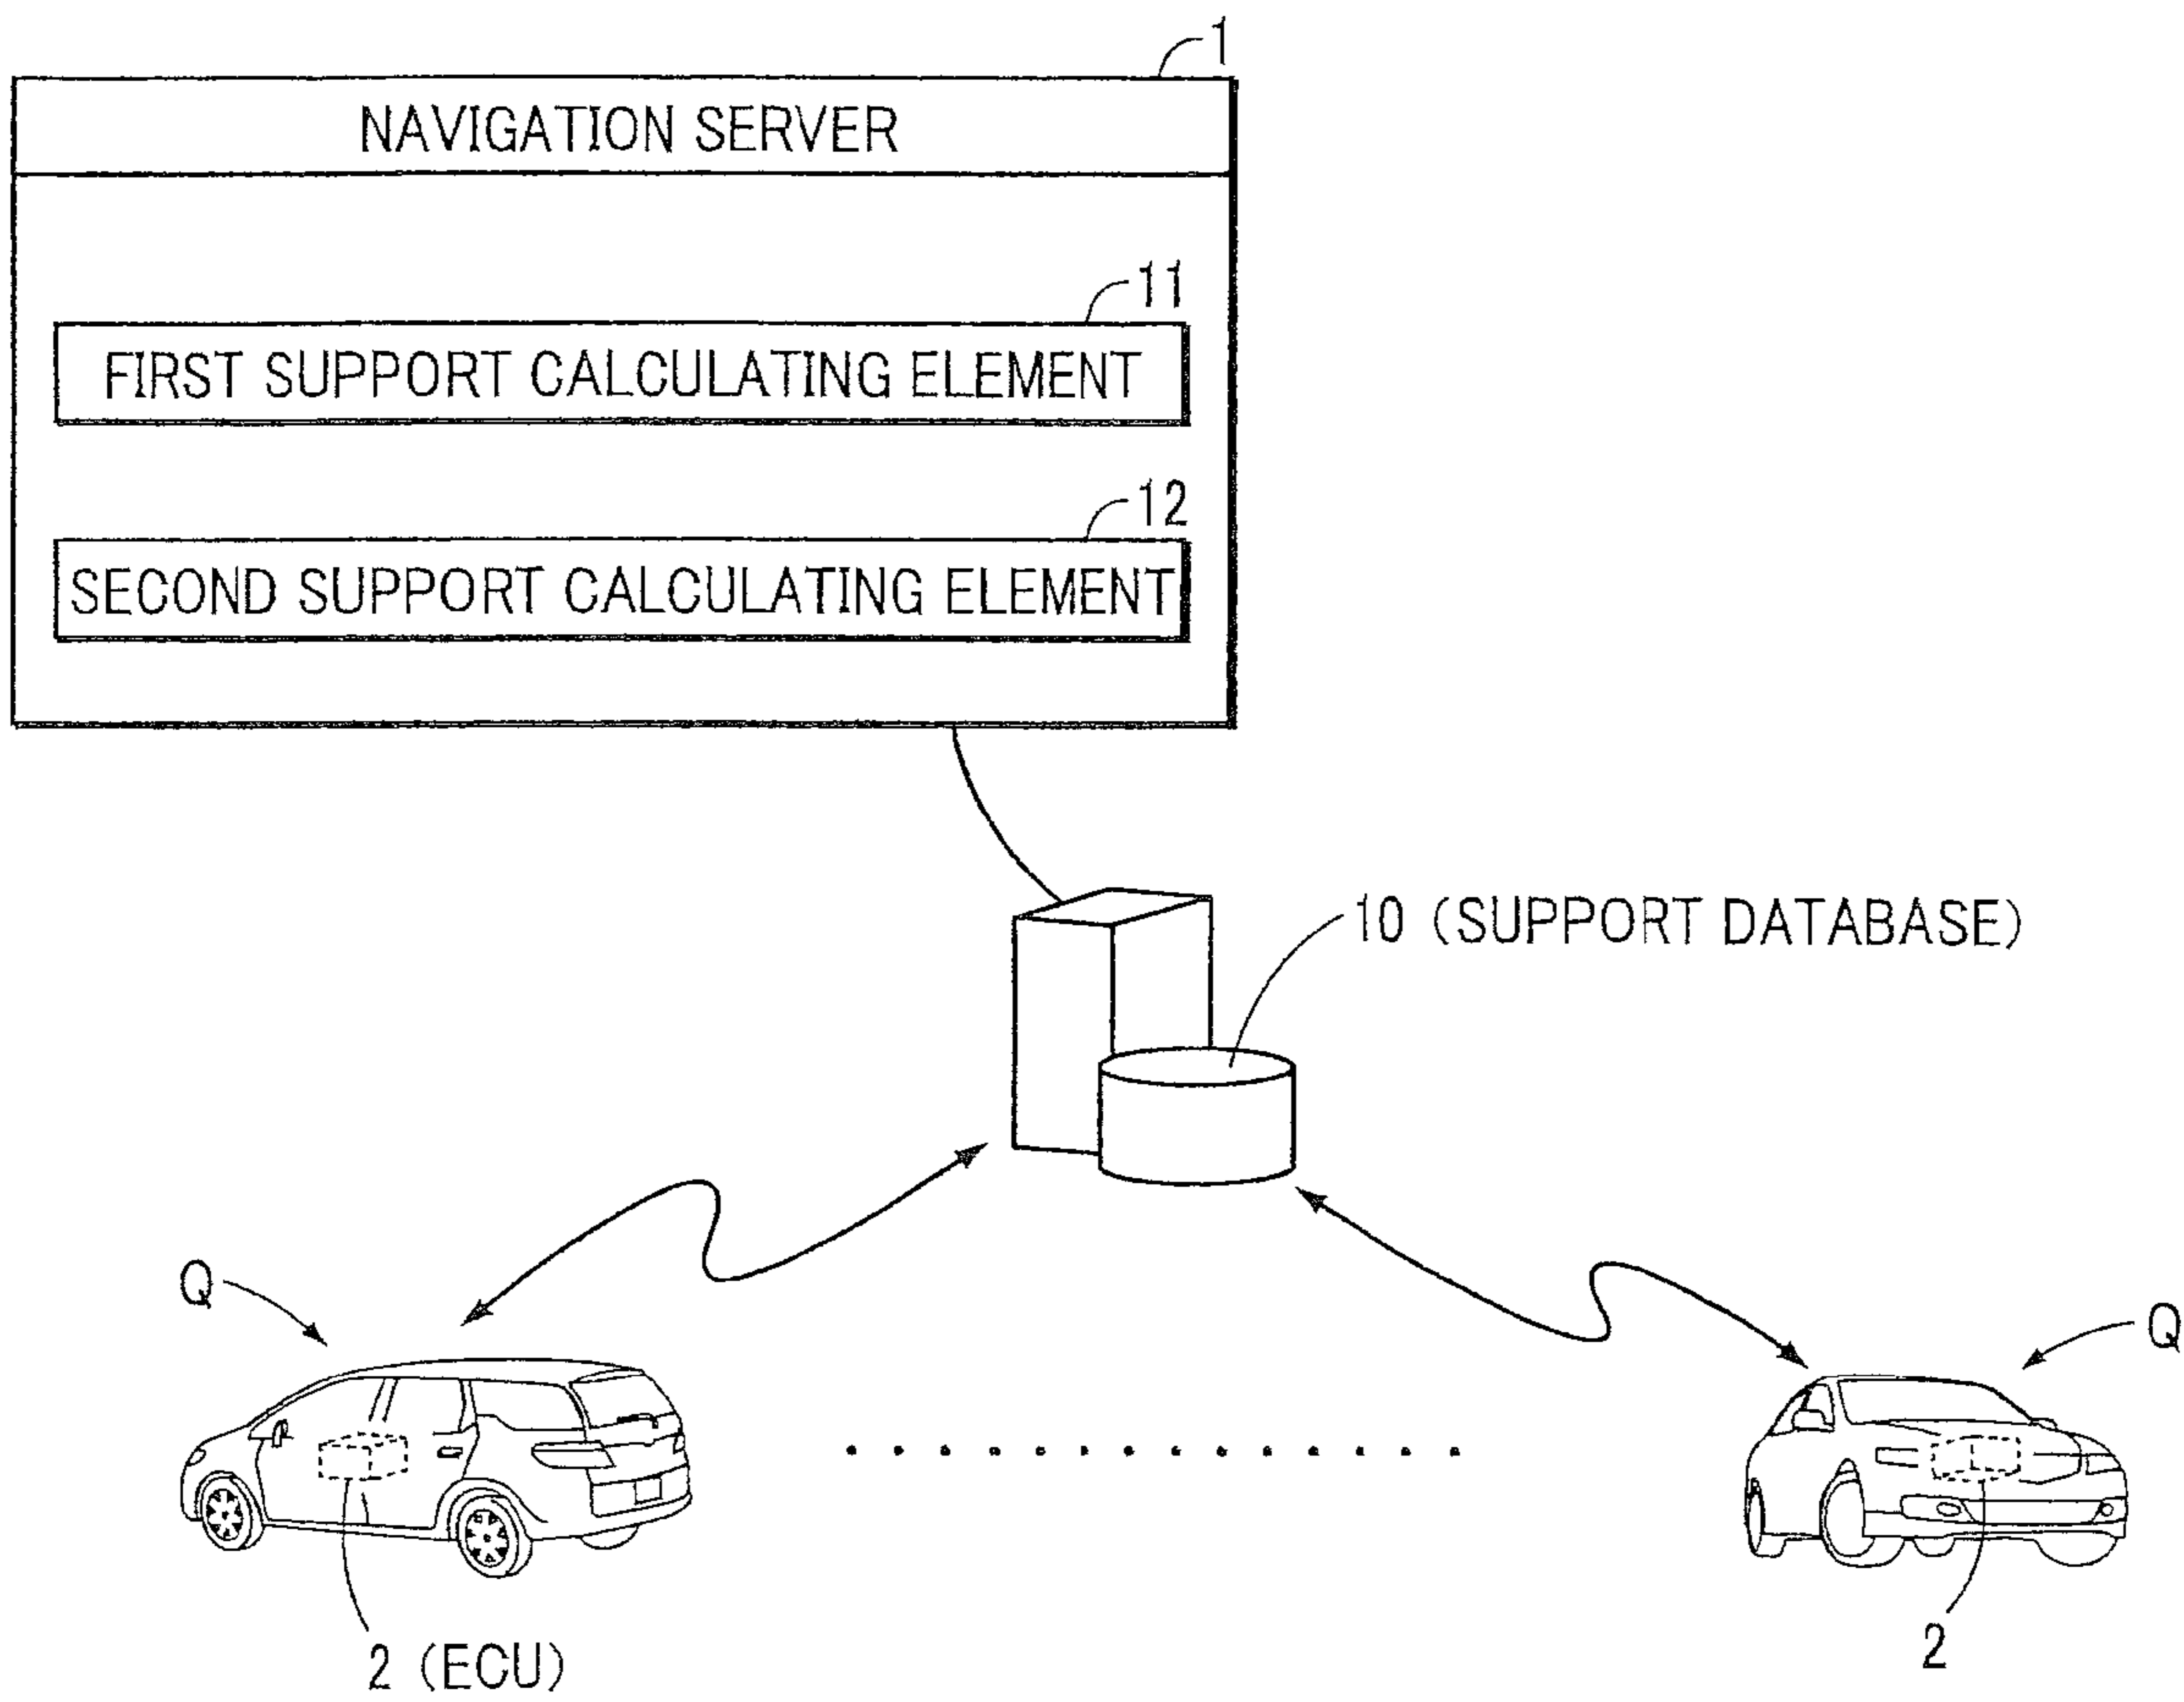 1
NAVIGATION SERVER
11
FIRST SUPPORT CALCULATING ELEMENT
12
SECOND SUPPORT CALCULATING ELEMENT
10 (SUPPORT DATABASE)
Q
Q
2 (ECU)
2